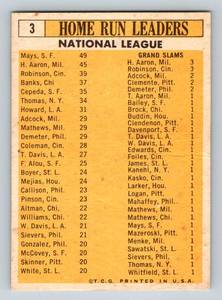 3
HOME RUN LEADERS
NATIONAL LEAGUE
Mays, S. F. 49
H. Aaron, Mil. 45
Robinson, Cin. 39
Banks, Chi 37
Cepeda, S. F. 35
Thomas, N. Y. 34
Howard, L. A. 31
T. Davis, L. A. 27
Adcock, Mil. 29
Mathews, Mil. 29
Demeter, Phil. 29
Coleman, Cin. 28
F. Alou, S. F. 25
Boyer, St. L. 24
Mejias, Hou. 24
Callison, Phil. 23
Pinson, Cin. 23
Altman, St. L. 22
Williams, Chi. 22
W. Davis, L. A. 21
Sievers, Phil. 21
Gonzalez, Phil. 20
McCovey, S. F. 20
Skinner, Pitt. 20
White, St. L. 20
GRAND SLAMS
H. Aaron, Mil. 3
Robinson, Cin. 3
Adcock, Mil. 2
Clemente, Pitt. 2
Demeter, Phil. 2
T. Davis, L. A. 2
Bailey, S. F. 1
Brock, Chi. 1
Buddin, Hou. 1
Clendenon, Pitt. 1
Davenport, S. F. 1
T. Davis, L. A. 1
W. Davis, L. A. 1
Edwards, Cin. 1
Foiles, Cin. 1
James, St. L. 1
Kanehl, N. Y. 1
Kasko, Cin. 1
Larker, Hou. 1
Logan, Pitt. 1
Mahaffey, Phil. 1
Mathews, Mil. 1
Mays, S. F. 1
Mazeroski, Pitt. 1
Menke, Mil. 1
Sawatski, St. L. 1
Sievers, Phil. 1
Thomas, N. Y. 1
Whitfield, St. L. 1
© T.C.G. PRINTED IN U.S.A.